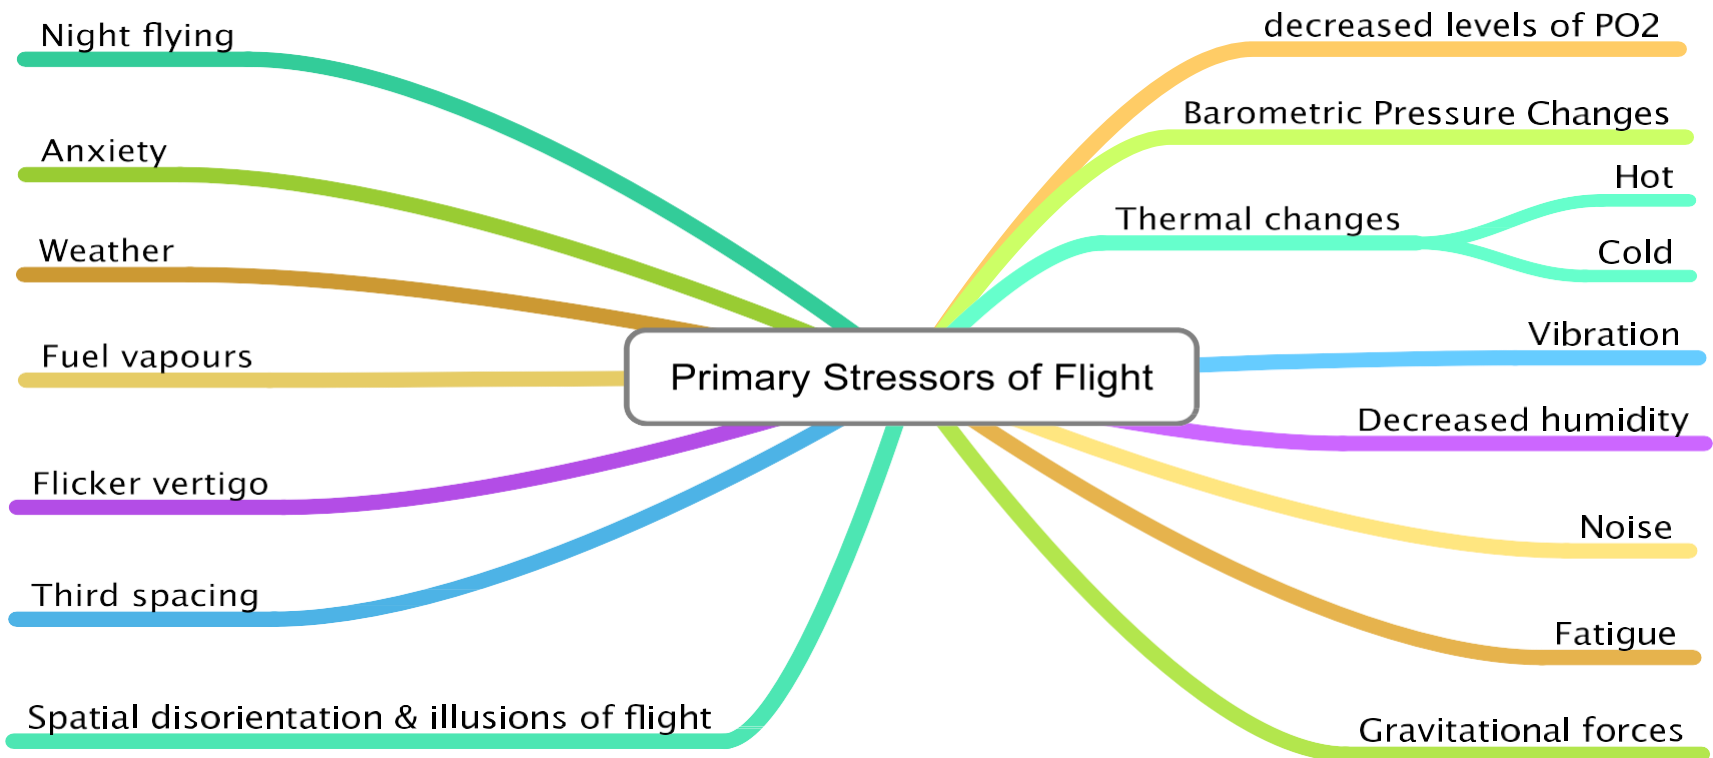 Night flying
Anxiety
Weather
Fuel vapours
Flicker vertigo
Third spacing
Spatial disorientation & illusions of flight
Primary Stressors of Flight
decreased levels of PO2
Barometric Pressure Changes
Thermal changes
Hot
Cold
Vibration
Decreased humidity
Noise
Fatigue
Gravitational forces